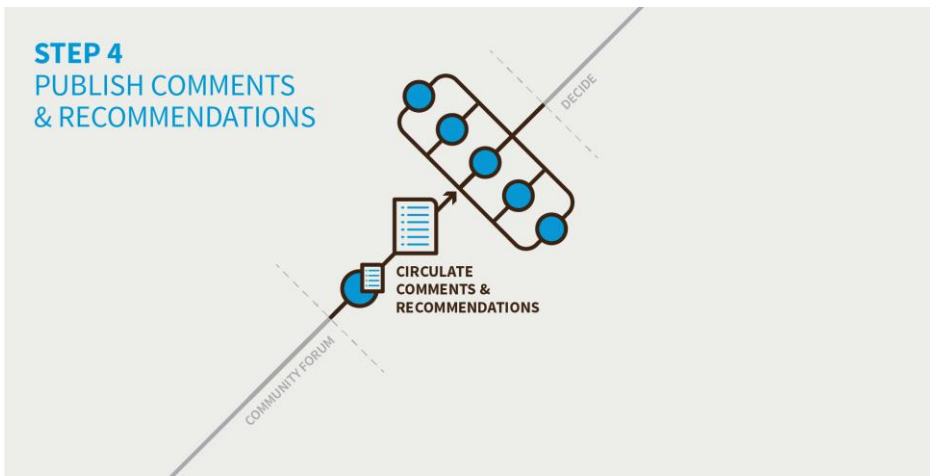 STEP 4
PUBLISH COMMENTS
& RECOMMENDATIONS
DECIDE
CIRCULATE
COMMENTS &
RECOMMENDATIONS
COMMUNITY FORUM